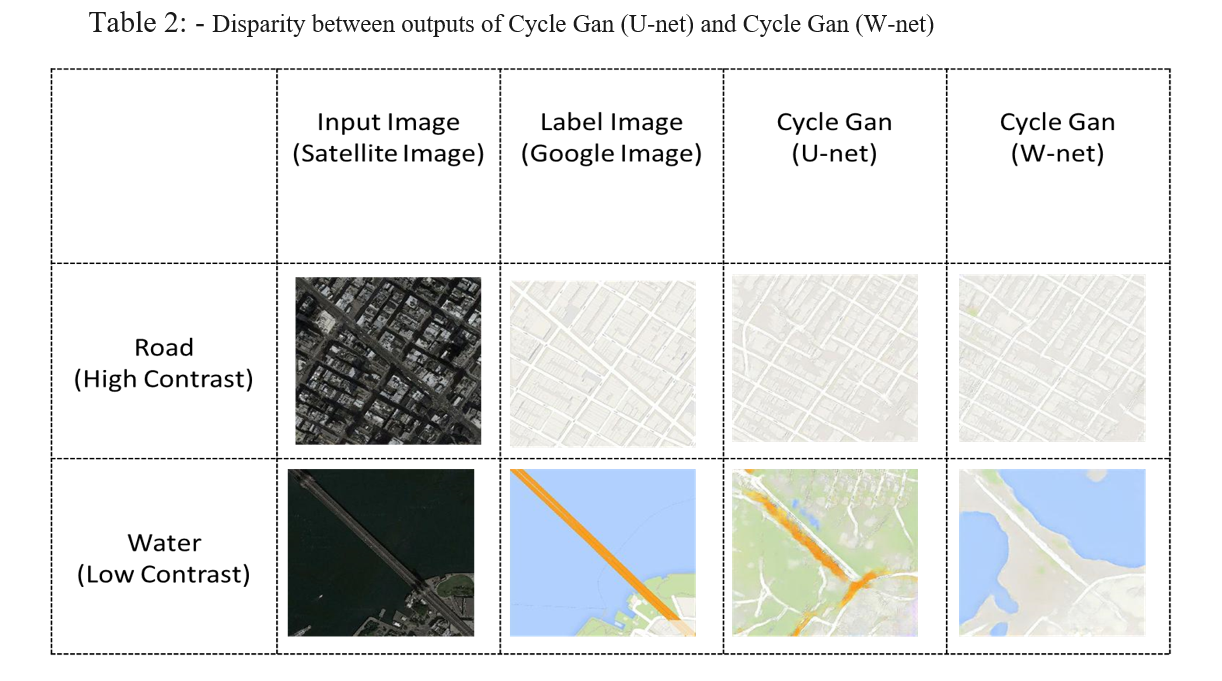 Table 2: - Disparity between outputs of Cycle Gan (U-net) and Cycle Gan (W-net)
Input Image
(Satellite Image)
Label Image
(Google Image)
Cycle Gan
(U-net)
Cycle Gan
(W-net)
Road
(High Contrast)
Water
(Low Contrast)